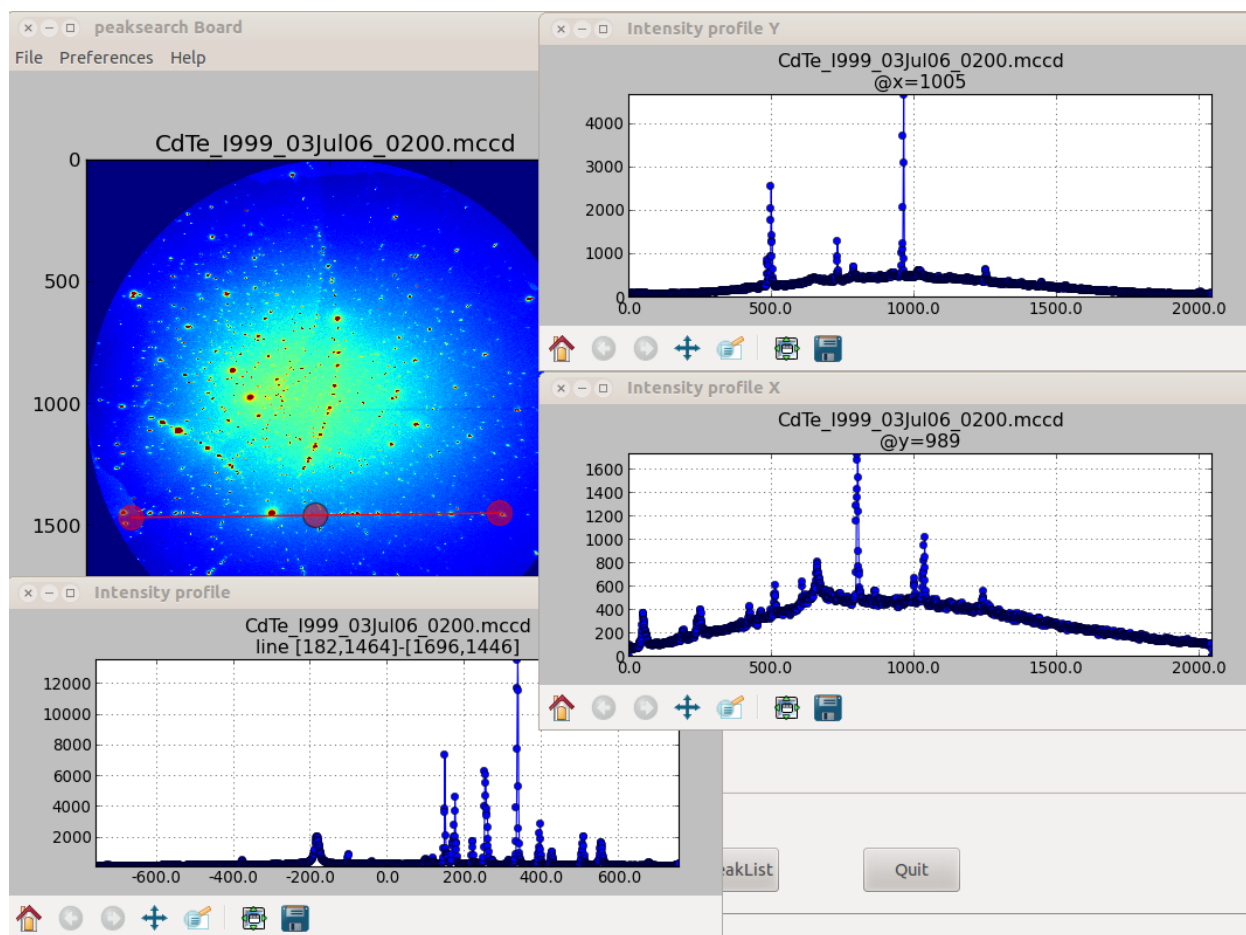 peaksearch Board
File Preferences Help
CdTe_I999_03Jul06_0200.mccd
0
500
1000
1500
Intensity profile Y
CdTe_I999_03Jul06_0200.mccd
@x=1005
4000
3000
2000
1000
0
0.0 500.0 1000.0 1500.0 2000.0
Intensity profile X
CdTe_I999_03Jul06_0200.mccd
@y=989
1600
1400
1200
1000
800
600
400
200
0
0.0 500.0 1000.0 1500.0 2000.0
Intensity profile
CdTe_I999_03Jul06_0200.mccd
line [182,1464]-[1696,1446]
12000
10000
8000
6000
4000
2000
-600.0 -400.0 -200.0 0.0 200.0 400.0 600.0
eakList
Quit